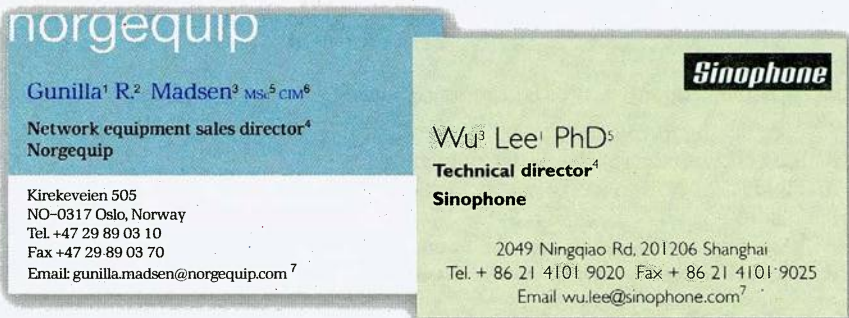 norgequip
Gunilla¹ R.² Madsen³ MSc⁵ CIM⁶
Network equipment sales director⁴
Norgequip
Kirekeveien 505
NO–0317 Oslo, Norway
Tel. +47 29 89 03 10
Fax +47 29 89 03 70
Email: gunilla.madsen@norgequip.com ⁷
Sinophone
Wu³ Lee¹ PhD⁵
Technical director⁴
Sinophone
2049 Ningqiao Rd, 201206 Shanghai
Tel. + 86 21 4101 9020 Fax + 86 21 4101 9025
Email wu.lee@sinophone.com⁷